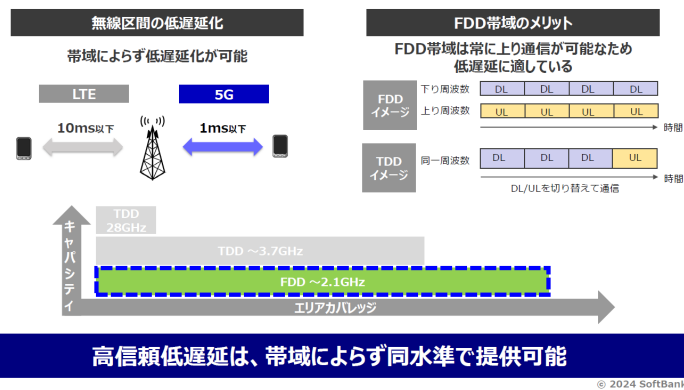 無線区間の低遅延化
帯域によらず低遅延化が可能
LTE
5G
10ms以下
1ms以下
FDD帯域のメリット
FDD帯域は常に上り通信が可能なため
低遅延に適している
FDD
イメージ
下り周波数
DL DL DL DL
上り周波数
UL UL UL UL
時間
TDD
イメージ
同一周波数
DL DL DL UL
時間
DL/ULを切り替えて通信
キャパシティ
TDD
28GHz
TDD ～3.7GHz
FDD ～2.1GHz
エリアカバレッジ
高信頼低遅延は、帯域によらず同水準で提供可能
© 2024 SoftBank